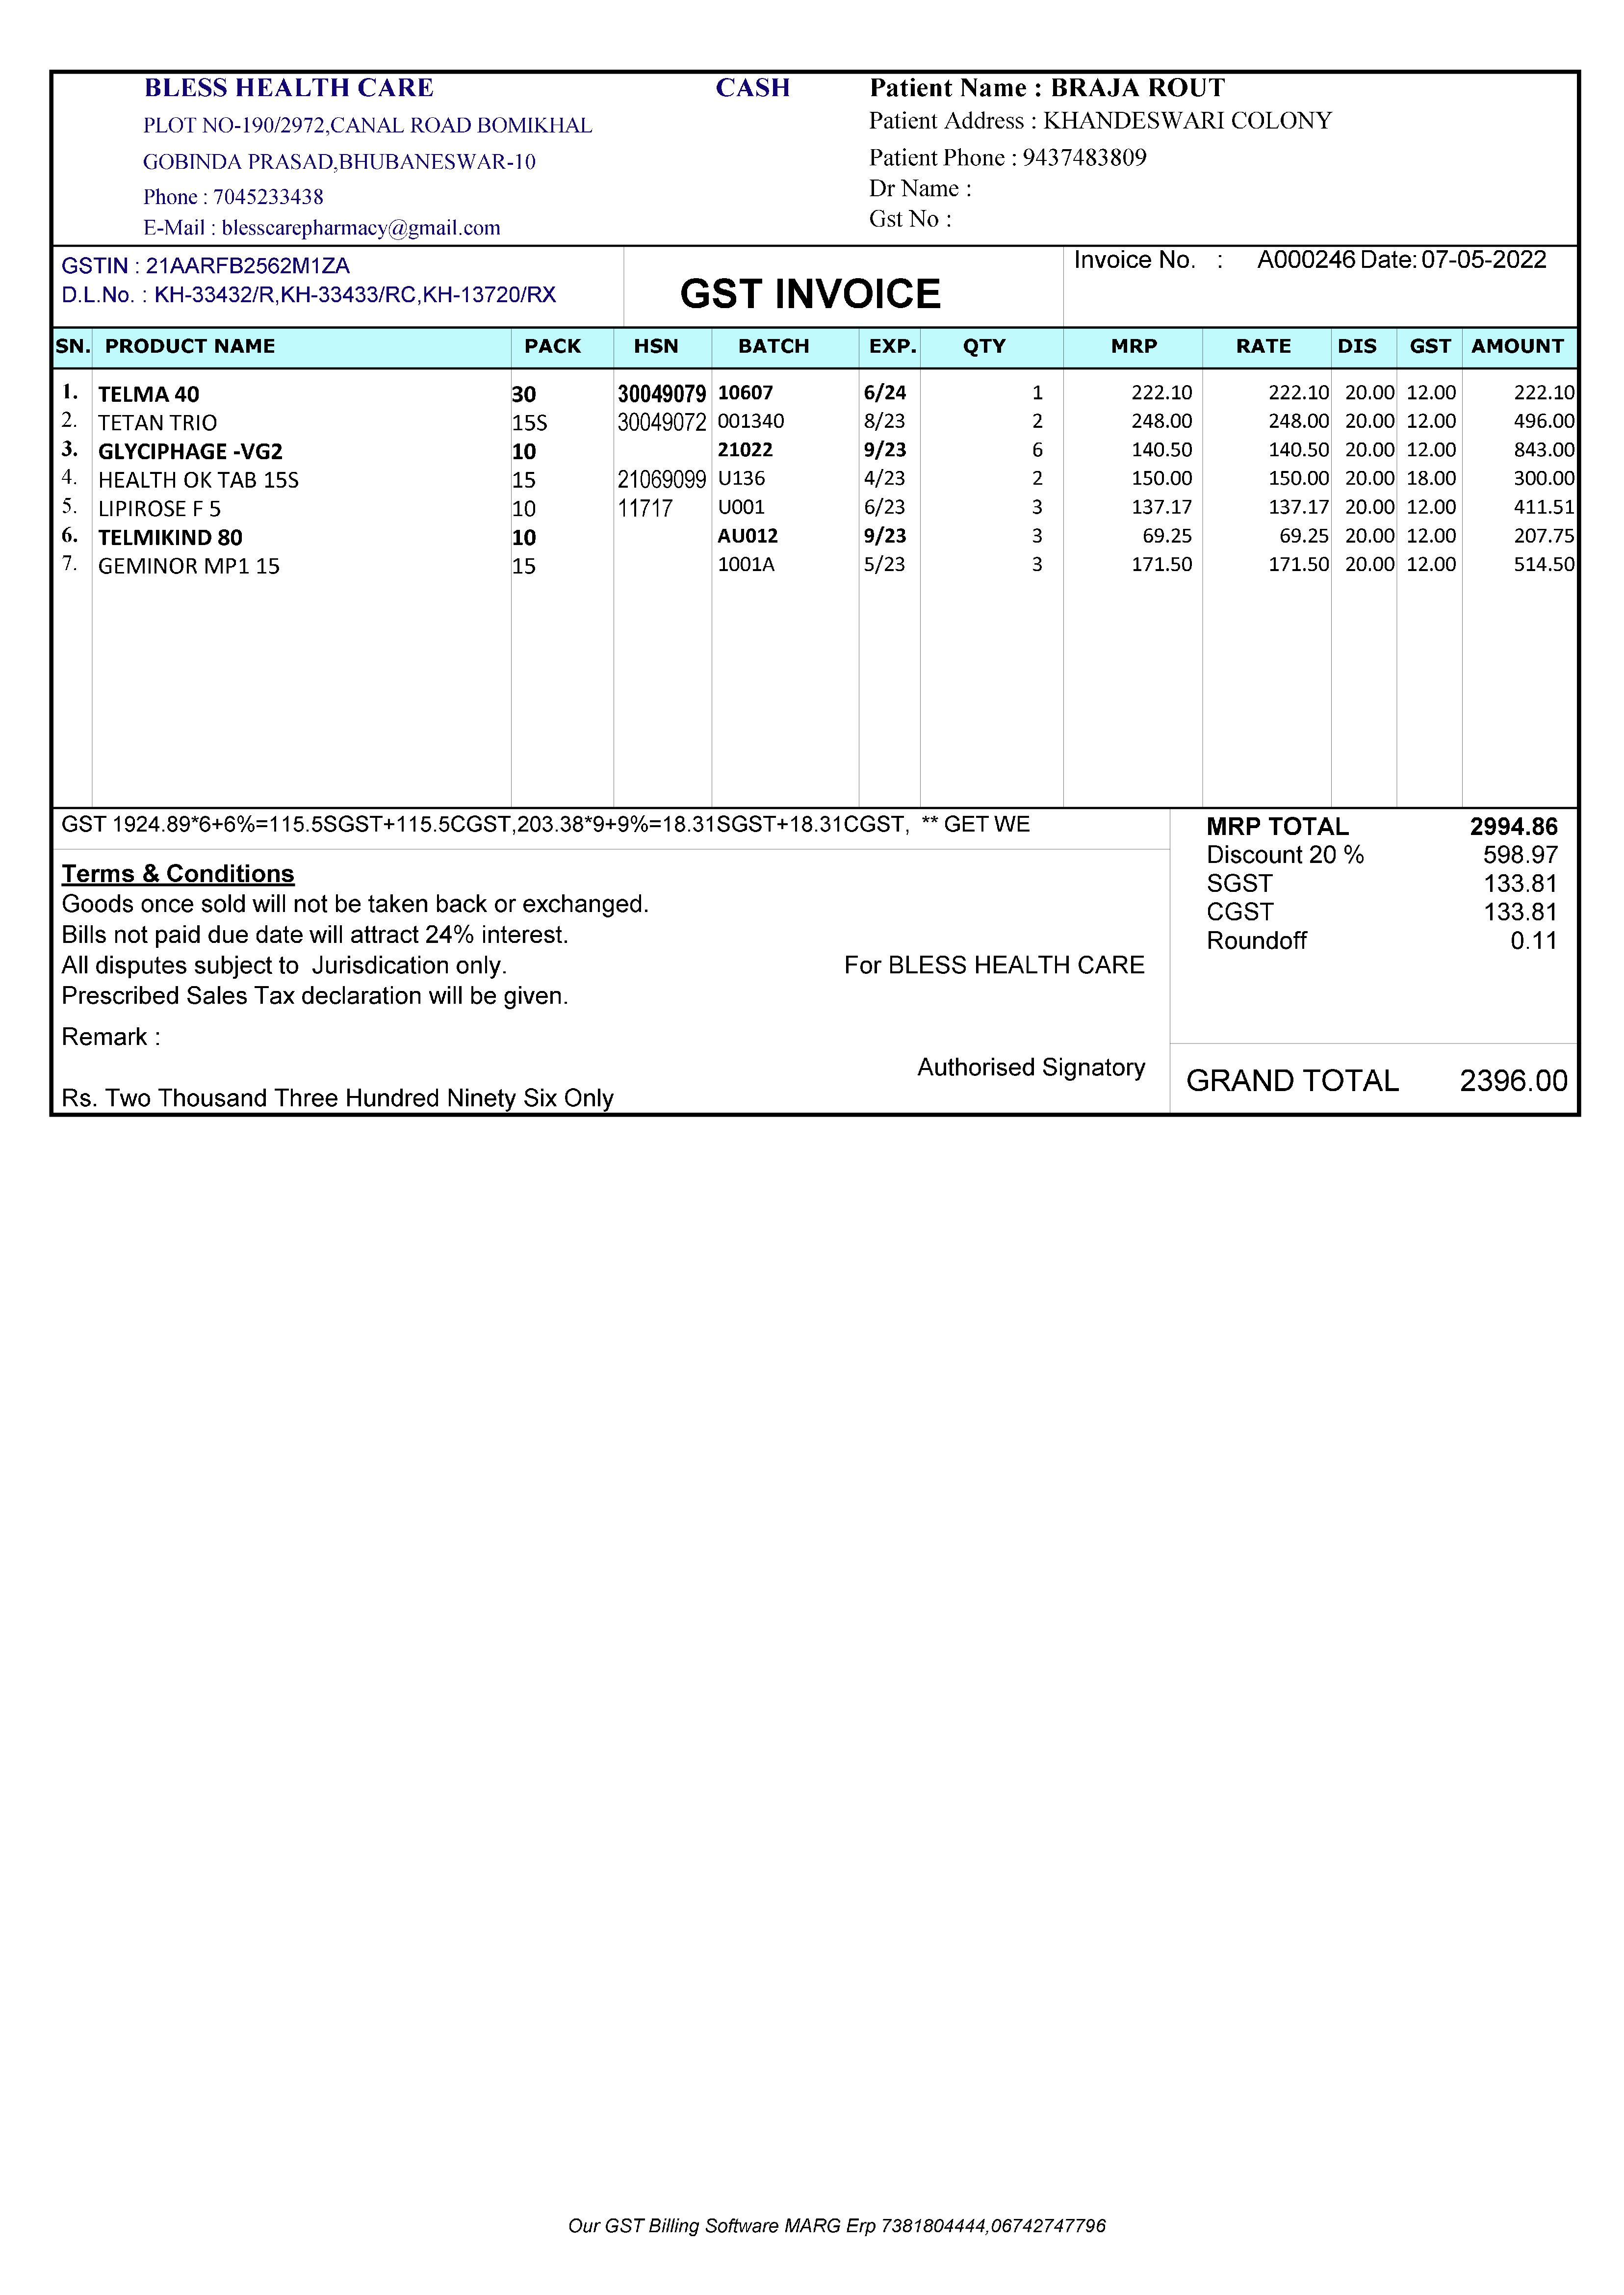 BLESS HEALTH CARE CASH Patient Name : BRAJA ROUT
PLOT NO-190/2972,CANAL ROAD BOMIKHAL Patient Address : KHANDESWARI COLONY
GOBINDA PRASAD,BHUBANESWAR-10 Patient Phone : 9437483809
Phone : 7045233438 Dr Name :
E-Mail : blesscarepharmacy@gmail.com Gst No :
GSTIN : 21AARFB2562M1ZA GST INVOICE Invoice No. : A000246 Date: 07-05-2022
D.L.No. : KH-33432/R,KH-33433/RC,KH-13720/RX
SN. PRODUCT NAME PACK HSN BATCH EXP. QTY MRP RATE DIS GST AMOUNT
1. TELMA 40 30 30049079 10607 6/24 1 222.10 222.10 20.00 12.00 222.10
2. TETAN TRIO 15S 30049072 001340 8/23 2 248.00 248.00 20.00 12.00 496.00
3. GLYCIPHAGE -VG2 10 21022 9/23 6 140.50 140.50 20.00 12.00 843.00
4. HEALTH OK TAB 15S 15 21069099 U136 4/23 2 150.00 150.00 20.00 18.00 300.00
5. LIPIROSE F 5 10 11717 U001 6/23 3 137.17 137.17 20.00 12.00 411.51
6. TELMIKIND 80 10 AU012 9/23 3 69.25 69.25 20.00 12.00 207.75
7. GEMINOR MP1 15 15 1001A 5/23 3 171.50 171.50 20.00 12.00 514.50
GST 1924.89*6+6%=115.5SGST+115.5CGST,203.38*9+9%=18.31SGST+18.31CGST, ** GET WE
Terms & Conditions
Goods once sold will not be taken back or exchanged.
Bills not paid due date will attract 24% interest.
All disputes subject to Jurisdication only.
Prescribed Sales Tax declaration will be given.
Remark :
Rs. Two Thousand Three Hundred Ninety Six Only
For BLESS HEALTH CARE
Authorised Signatory
MRP TOTAL 2994.86
Discount 20 % 598.97
SGST 133.81
CGST 133.81
Roundoff 0.11
GRAND TOTAL 2396.00
Our GST Billing Software MARG Erp 7381804444,06742747796